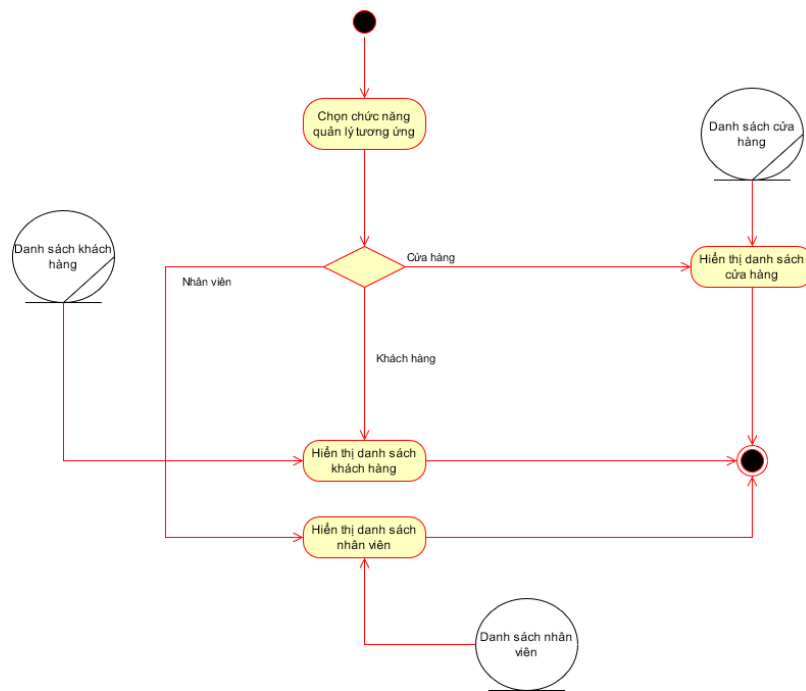 Chọn chức năng
quản lý tương ứng
Danh sách cửa
hàng
Danh sách khách
hàng
Cửa hàng
Hiển thị danh sách
cửa hàng
Nhân viên
Khách hàng
Hiển thị danh sách
khách hàng
Hiển thị danh sách
nhân viên
Danh sách nhân
viên